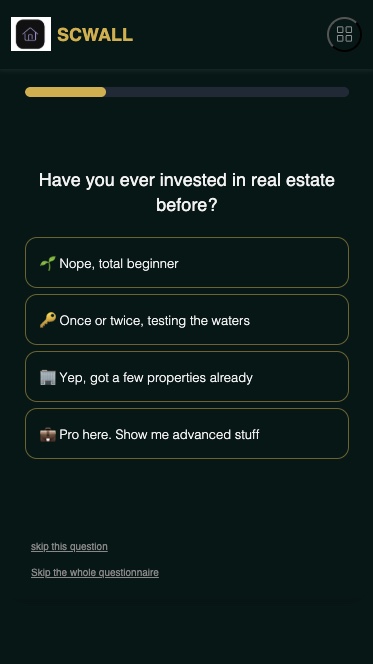 SCWALL
Have you ever invested in real estate
before?
🌱 Nope, total beginner
🔑 Once or twice, testing the waters
🏢 Yep, got a few properties already
💼 Pro here. Show me advanced stuff
skip this question
Skip the whole questionnaire